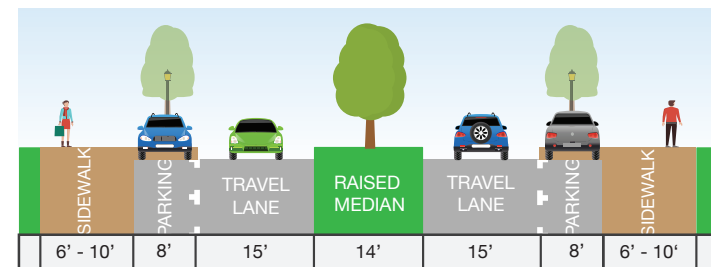 SIDEWALK
PARKING
TRAVEL
LANE
RAISED
MEDIAN
TRAVEL
LANE
PARKING
SIDEWALK
6' - 10' 8' 15' 14' 15' 8' 6' - 10‘